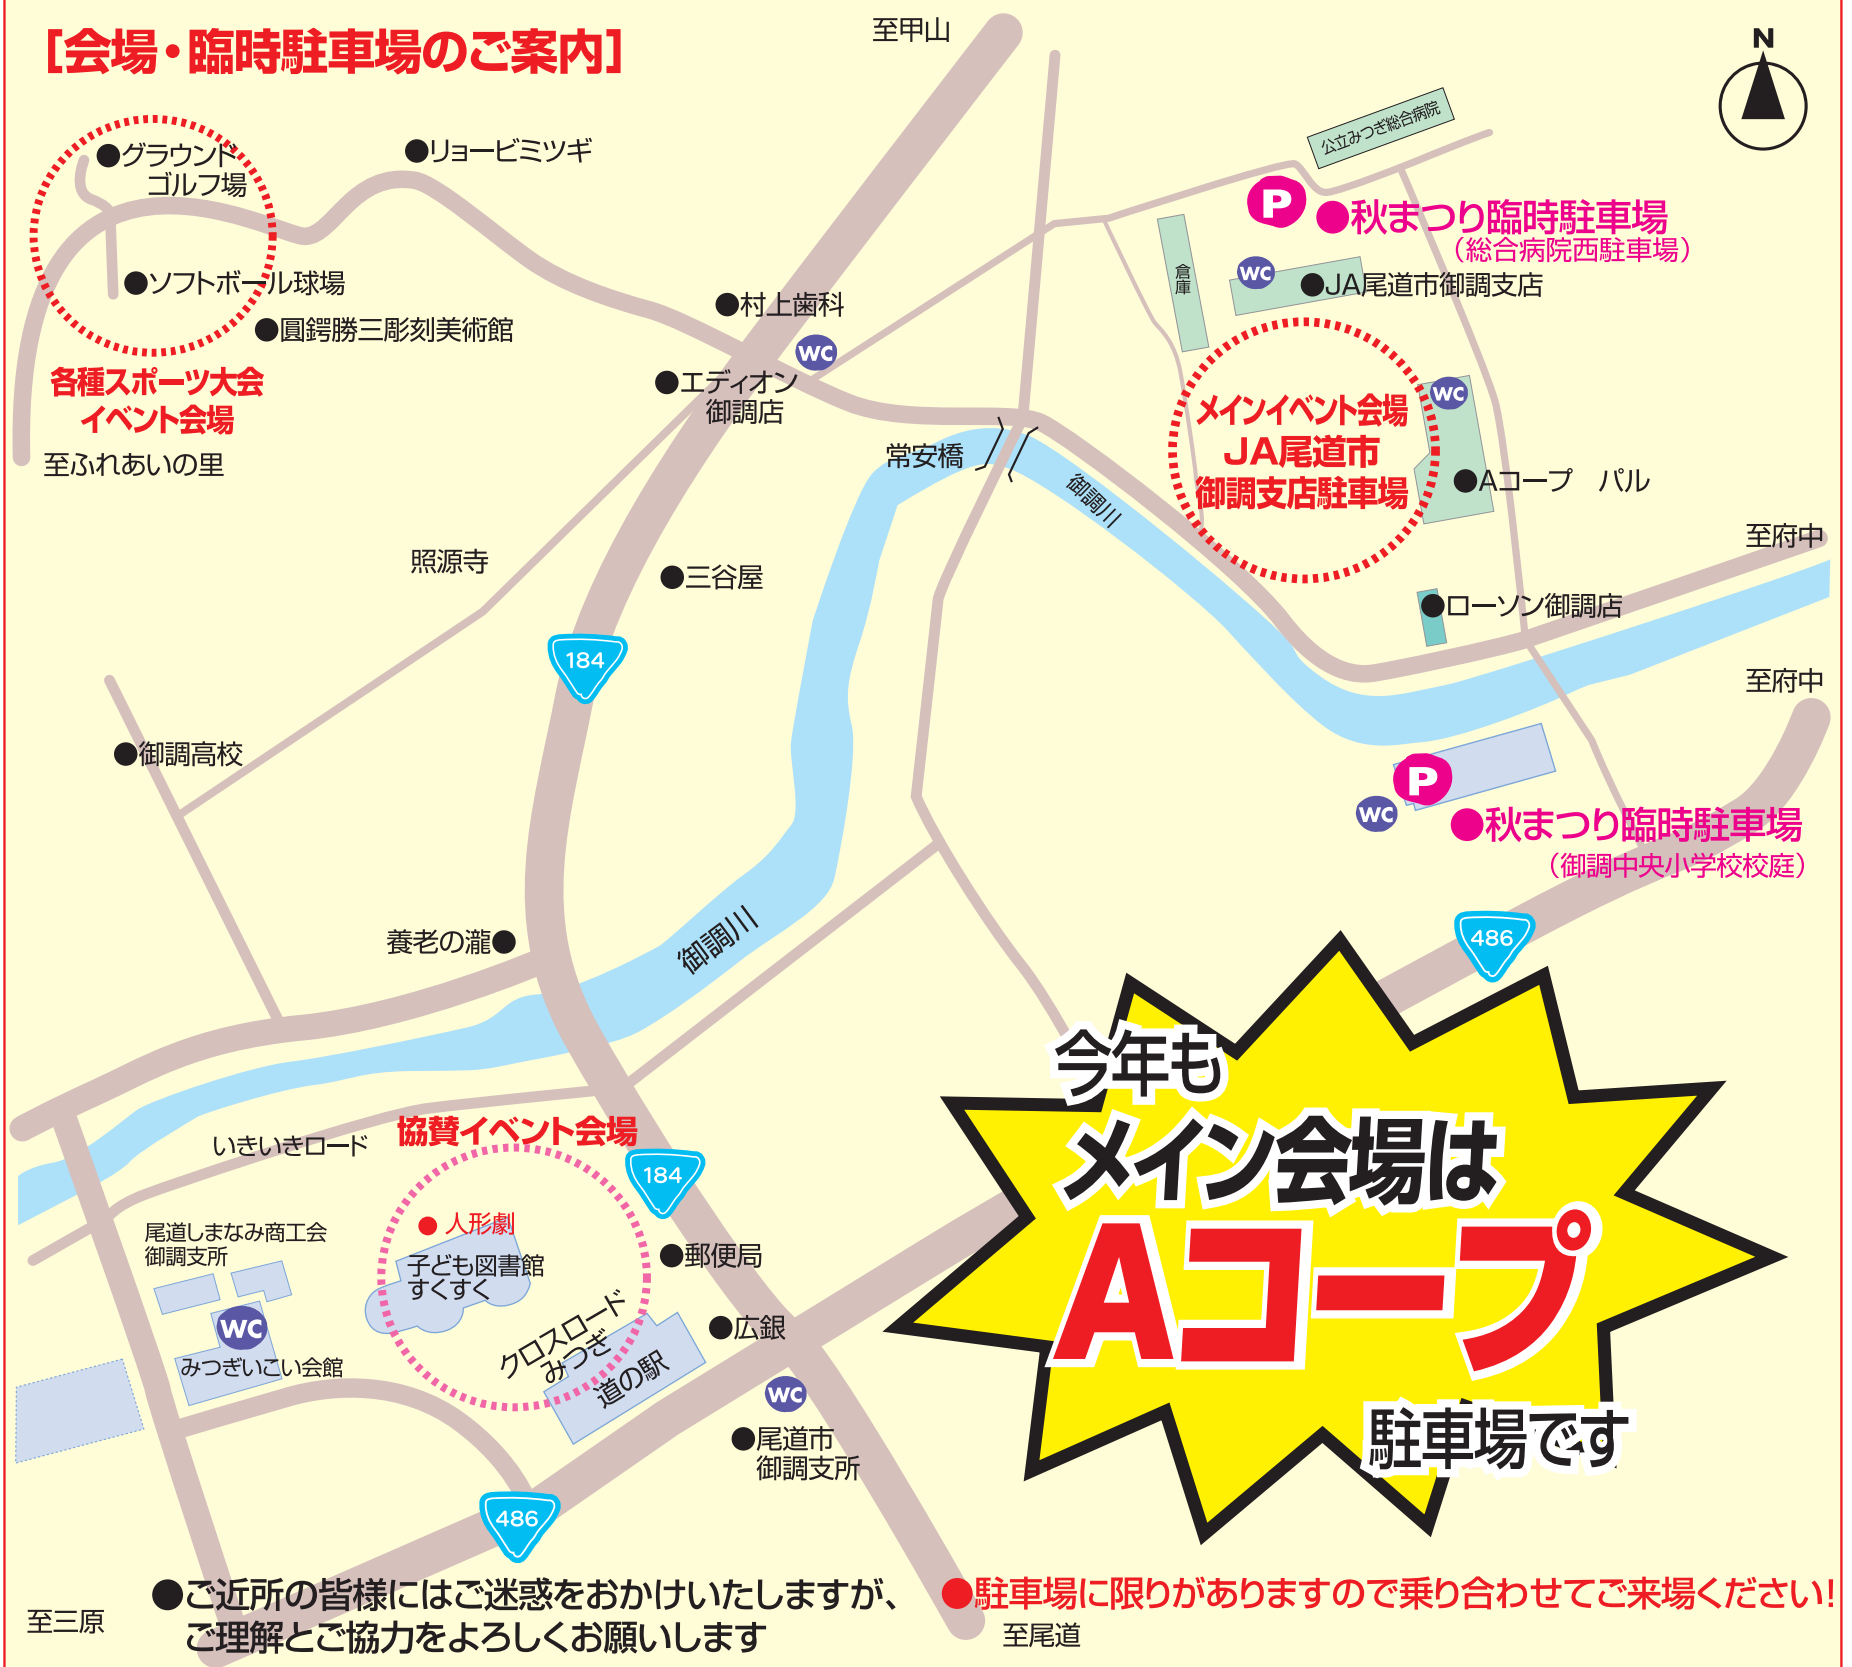 ［会場・臨時駐車場のご案内］
至甲山
N
グラウンド
ゴルフ場
●リョービミツギ
●ソフトボール球場
●圓鍔勝三彫刻美術館
各種スポーツ大会
イベント会場
至ふれあいの里
●村上歯科
WC
●エディオン
御調店
常安橋
御調川
公立みつぎ総合病院
P
●秋まつり臨時駐車場
（総合病院西駐車場）
倉庫
WC
●JA尾道市御調支店
メインイベント会場
JA尾道市
御調支店駐車場
WC
●Aコープ　パル
至府中
●ローソン御調店
照源寺
●三谷屋
184
至府中
●御調高校
P
WC
●秋まつり臨時駐車場
（御調中央小学校校庭）
486
養老の瀧●
御調川
今年も
メイン会場は
Aコープ
駐車場です
いきいきロード
協賛イベント会場
184
●人形劇
子ども図書館
すくすく
尾道しまなみ商工会
御調支所
WC
みつぎいこい会館
クロスロード
みつぎ
道の駅
●郵便局
●広銀
WC
●尾道市
御調支所
486
至三原
●ご近所の皆様にはご迷惑をおかけいたしますが、
ご理解とご協力をよろしくお願いします
●駐車場に限りがありますので乗り合わせてご来場ください！
至尾道